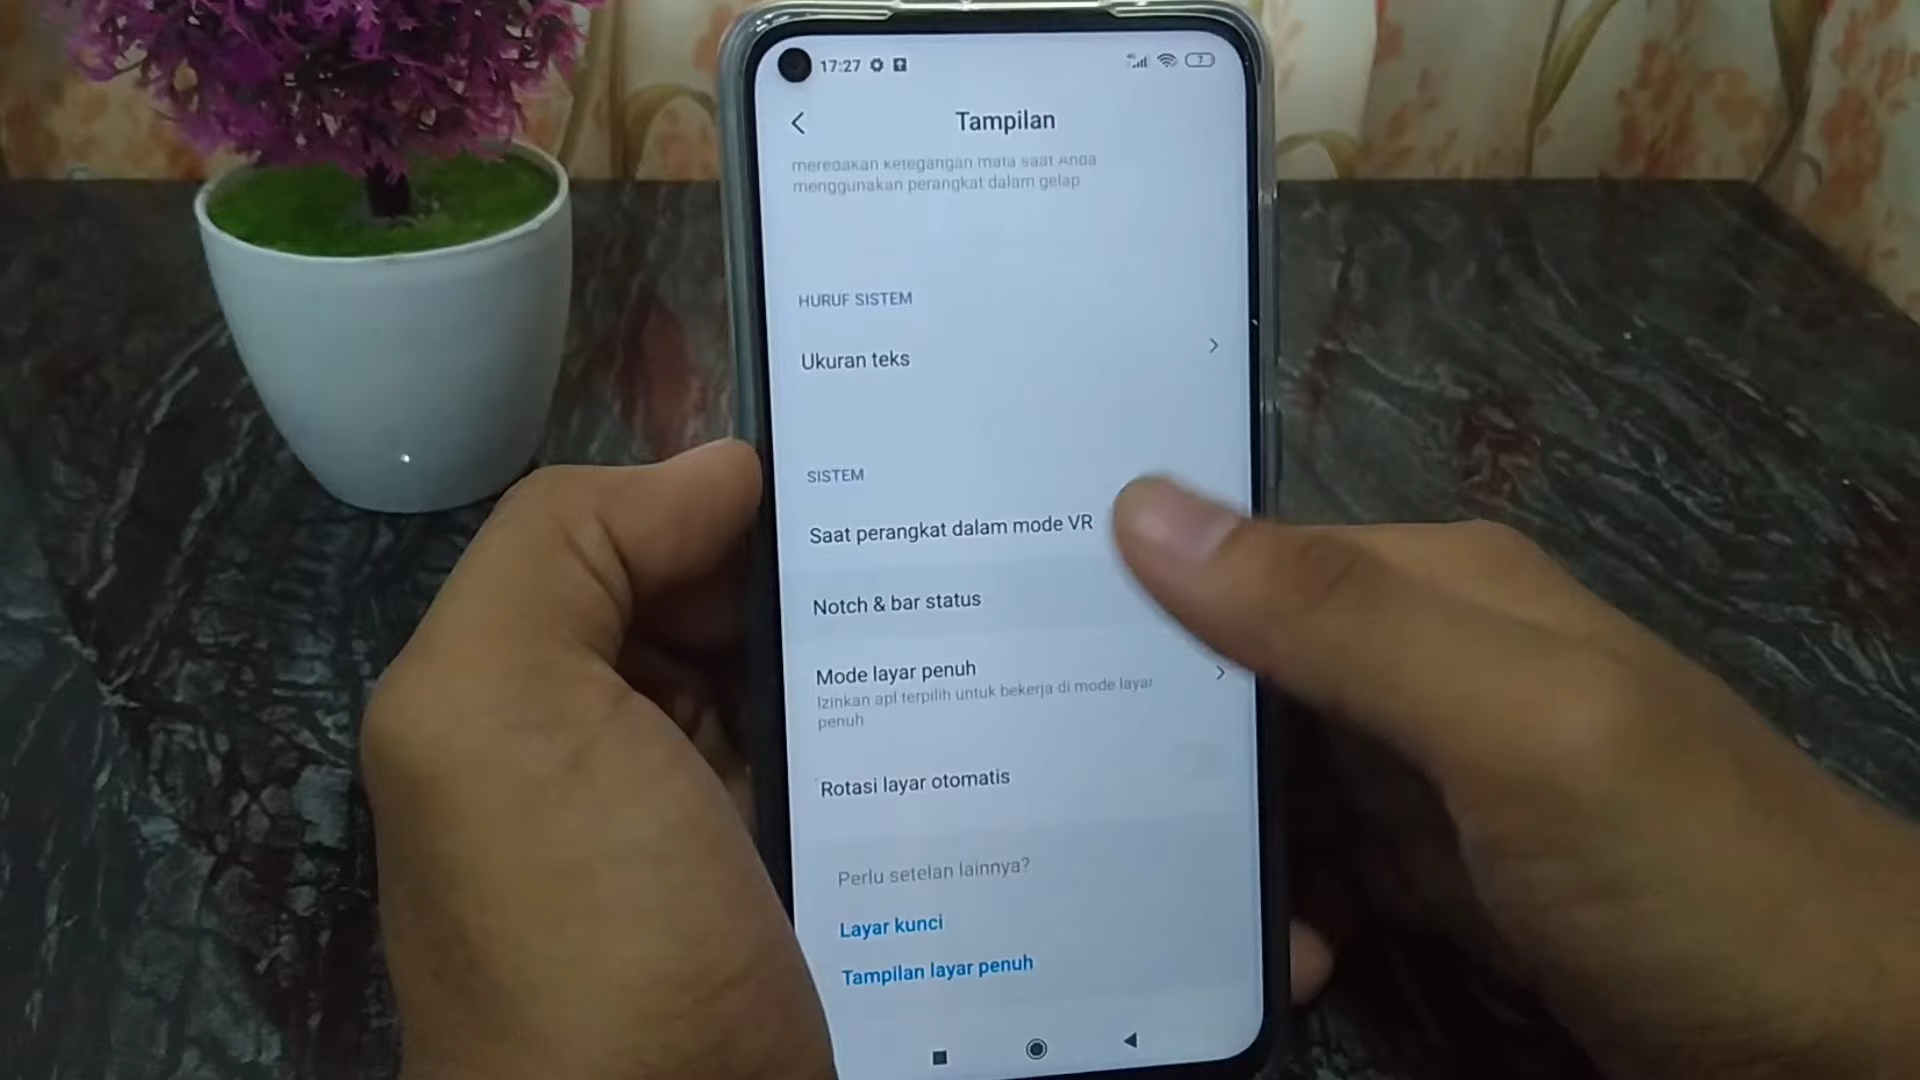 17:27
7
Tampilan
meredakan ketegangan mata saat Anda
menggunakan perangkat dalam gelap
HURUF SISTEM
Ukuran teks
SISTEM
Saat perangkat dalam mode VR
Notch & bar status
Mode layar penuh
Izinkan apl terpilih untuk bekerja di mode layar
penuh
Rotasi layar otomatis
Perlu setelan lainnya?
Layar kunci
Tampilan layar penuh